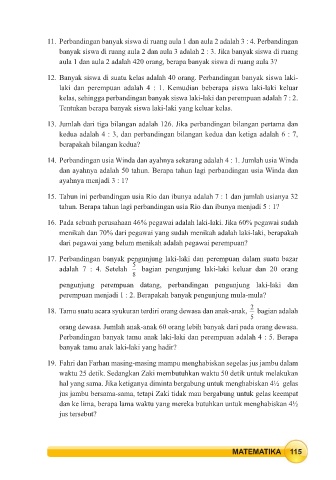 11. Perbandingan banyak siswa di ruang aula 1 dan aula 2 adalah 3 : 4. Perbandingan
banyak siswa di ruang aula 2 dan aula 3 adalah 2 : 3. Jika banyak siswa di ruang
aula 1 dan aula 2 adalah 420 orang, berapa banyak siswa di ruang aula 3?
12. Banyak siswa di suatu kelas adalah 40 orang. Perbandingan banyak siswa laki-
laki dan perempuan adalah 4 : 1. Kemudian beberapa siswa laki-laki keluar
kelas, sehingga perbandingan banyak siswa laki-laki dan perempuan adalah 7 : 2.
Tentukan berapa banyak siswa laki-laki yang keluar kelas.
13. Jumlah dari tiga bilangan adalah 126. Jika perbandingan bilangan pertama dan
kedua adalah 4 : 3, dan perbandingan bilangan kedua dan ketiga adalah 6 : 7,
berapakah bilangan kedua?
14. Perbandingan usia Winda dan ayahnya sekarang adalah 4 : 1. Jumlah usia Winda
dan ayahnya adalah 50 tahun. Berapa tahun lagi perbandingan usia Winda dan
ayahnya menjadi 3 : 1?
15. Tahun ini perbandingan usia Rio dan ibunya adalah 7 : 1 dan jumlah usianya 32
tahun. Berapa tahun lagi perbandingan usia Rio dan ibunya menjadi 5 : 1?
16. Pada sebuah perusahaan 46% pegawai adalah laki-laki. Jika 60% pegawai sudah
menikah dan 70% dari pegawai yang sudah menikah adalah laki-laki, berapakah
dari pegawai yang belum menikah adalah pegawai perempuan?
17. Perbandingan banyak pengunjung laki-laki dan perempuan dalam suatu bazar
adalah 7 : 4. Setelah 5/8 bagian pengunjung laki-laki keluar dan 20 orang
pengunjung perempuan datang, perbandingan pengunjung laki-laki dan
perempuan menjadi 1 : 2. Berapakah banyak pengunjung mula-mula?
18. Tamu suatu acara syukuran terdiri orang dewasa dan anak-anak, 2/5 bagian adalah
orang dewasa. Jumlah anak-anak 60 orang lebih banyak dari pada orang dewasa.
Perbandingan banyak tamu anak laki-laki dan perempuan adalah 4 : 5. Berapa
banyak tamu anak laki-laki yang hadir?
19. Fahri dan Farhan masing-masing mampu menghabiskan segelas jus jambu dalam
waktu 25 detik. Sedangkan Zaki membutuhkan waktu 50 detik untuk melakukan
hal yang sama. Jika ketiganya diminta bergabung untuk menghabiskan 4½ gelas
jus jambu bersama-sama, tetapi Zaki tidak mau bergabung untuk gelas keempat
dan ke lima, berapa lama waktu yang mereka butuhkan untuk menghabiskan 4½
jus tersebut?
MATEMATIKA 115